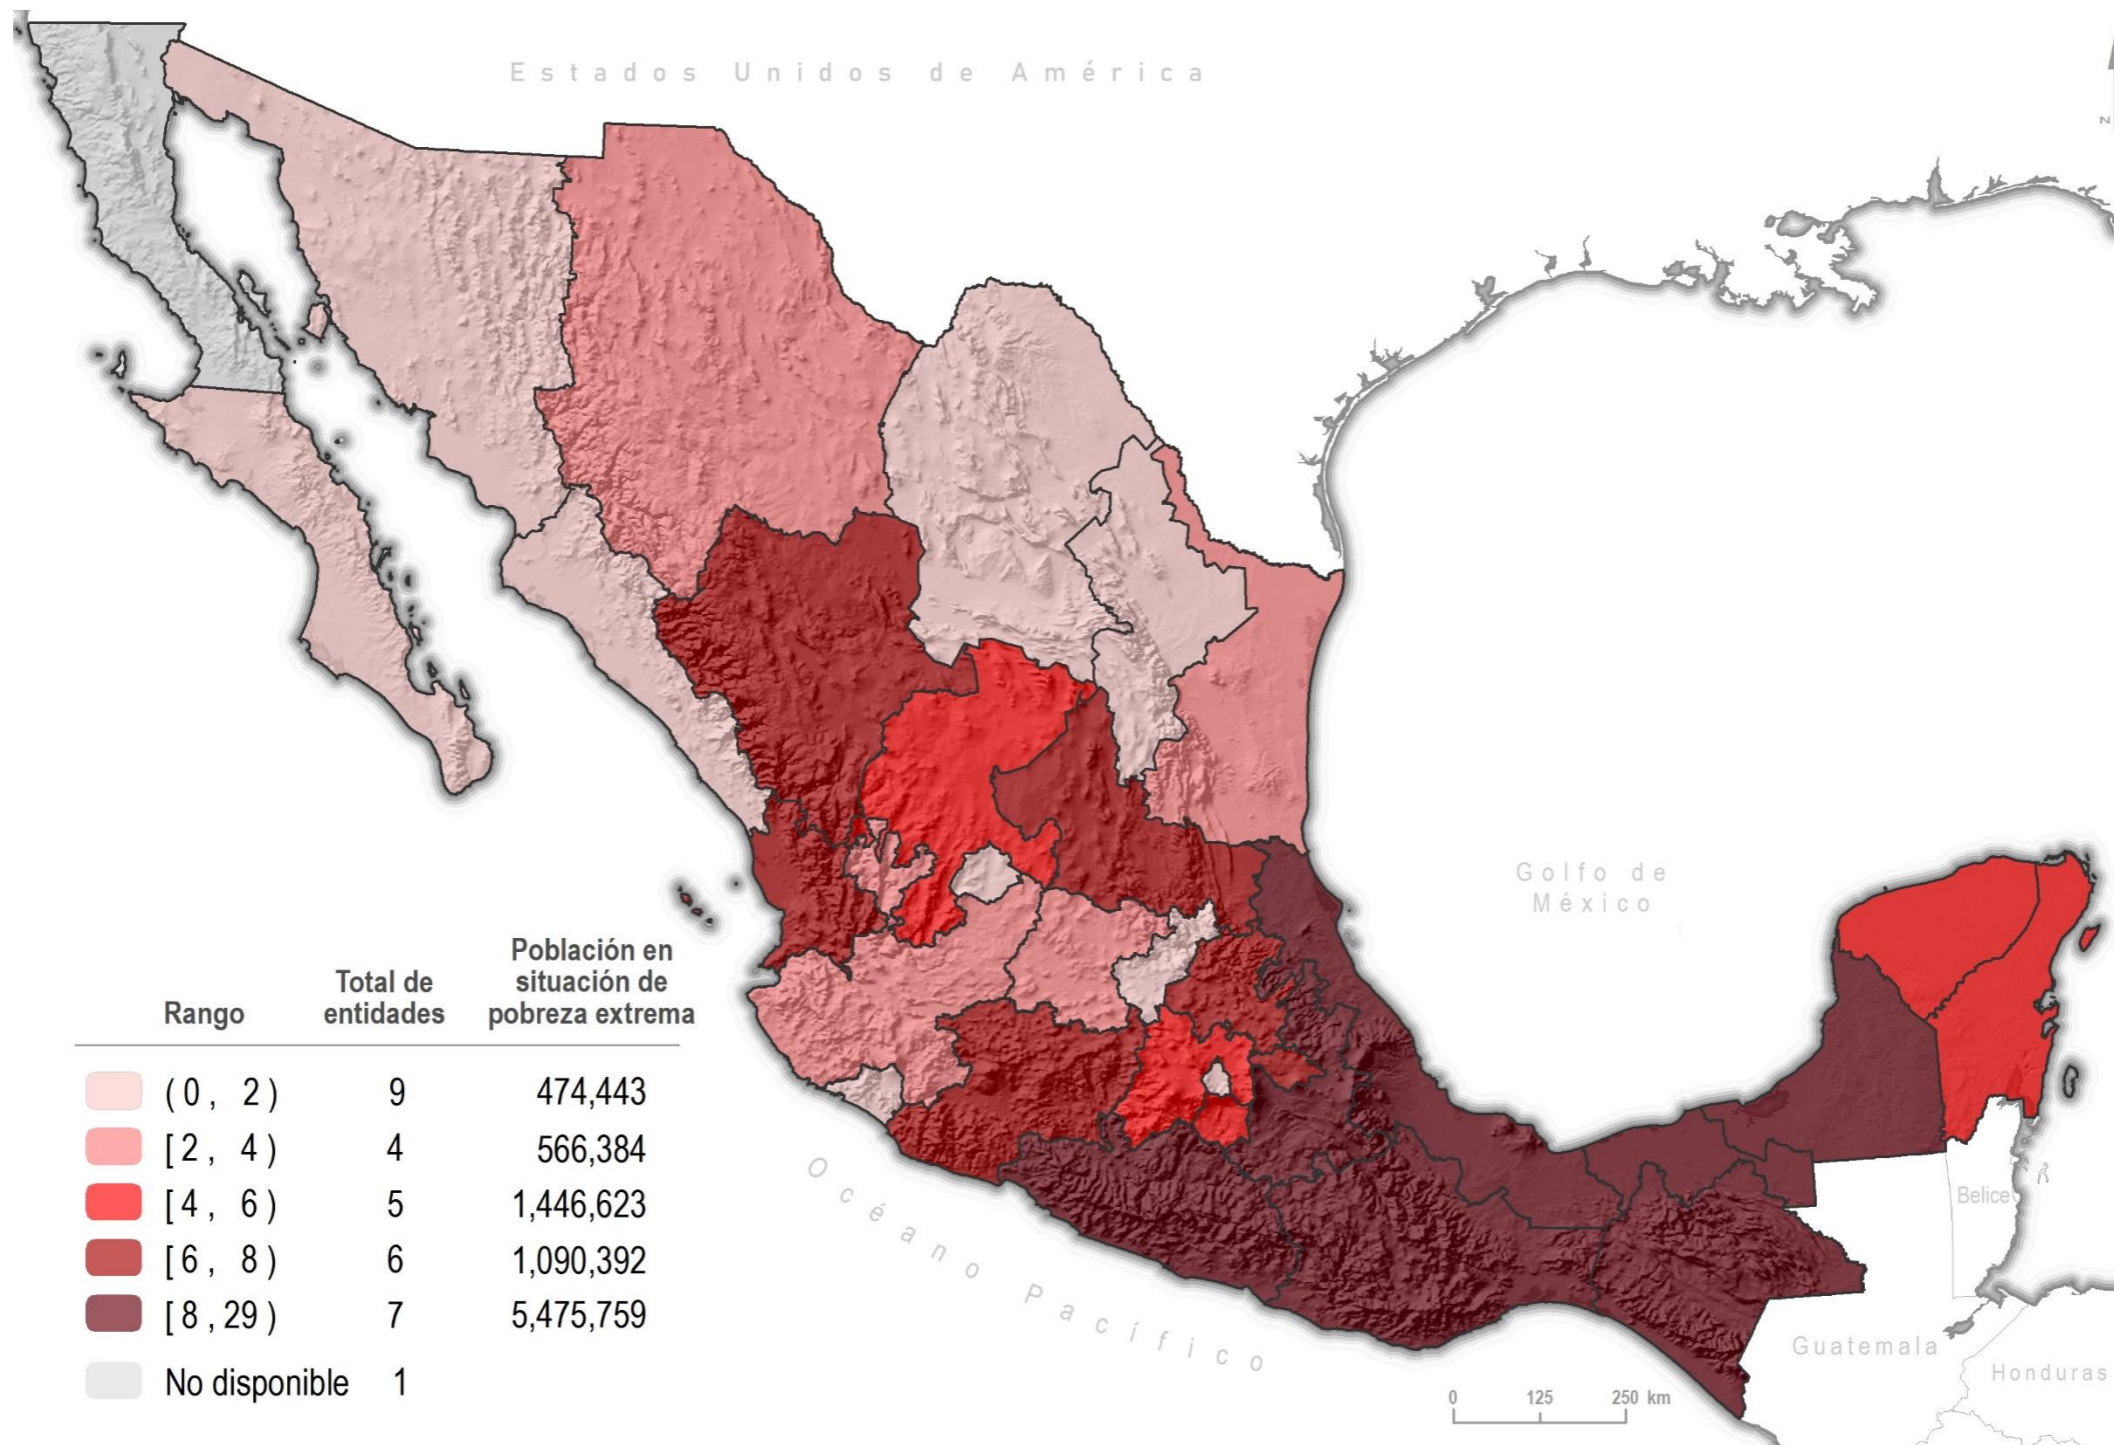 Estados Unidos de América
N
Golfo de
México
Rango
Total de
entidades
Población en
situación de
pobreza extrema
(0, 2) 9 474,443
[2, 4) 4 566,384
[4, 6) 5 1,446,623
[6, 8) 6 1,090,392
[8,29) 7 5,475,759
No disponible 1
Océano Pacífico
Belice
Guatemala
Honduras
0 125 250 km